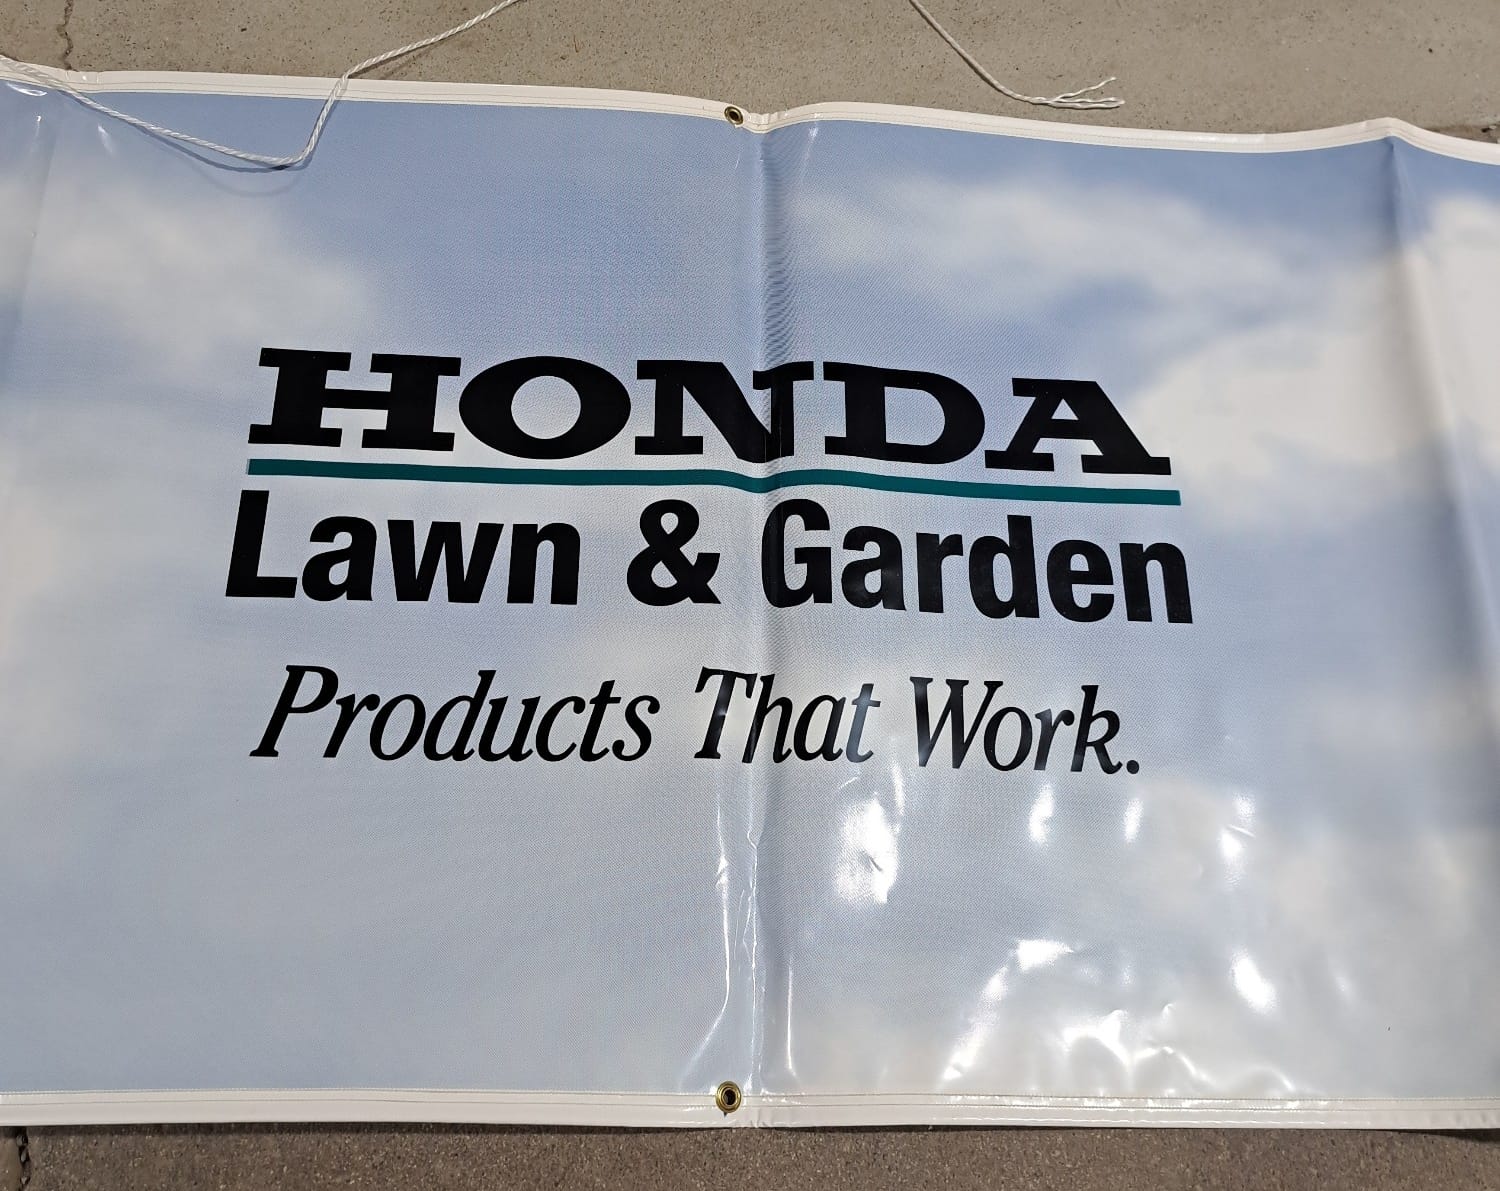 HONDA
Lawn & Garden
Products That Work.